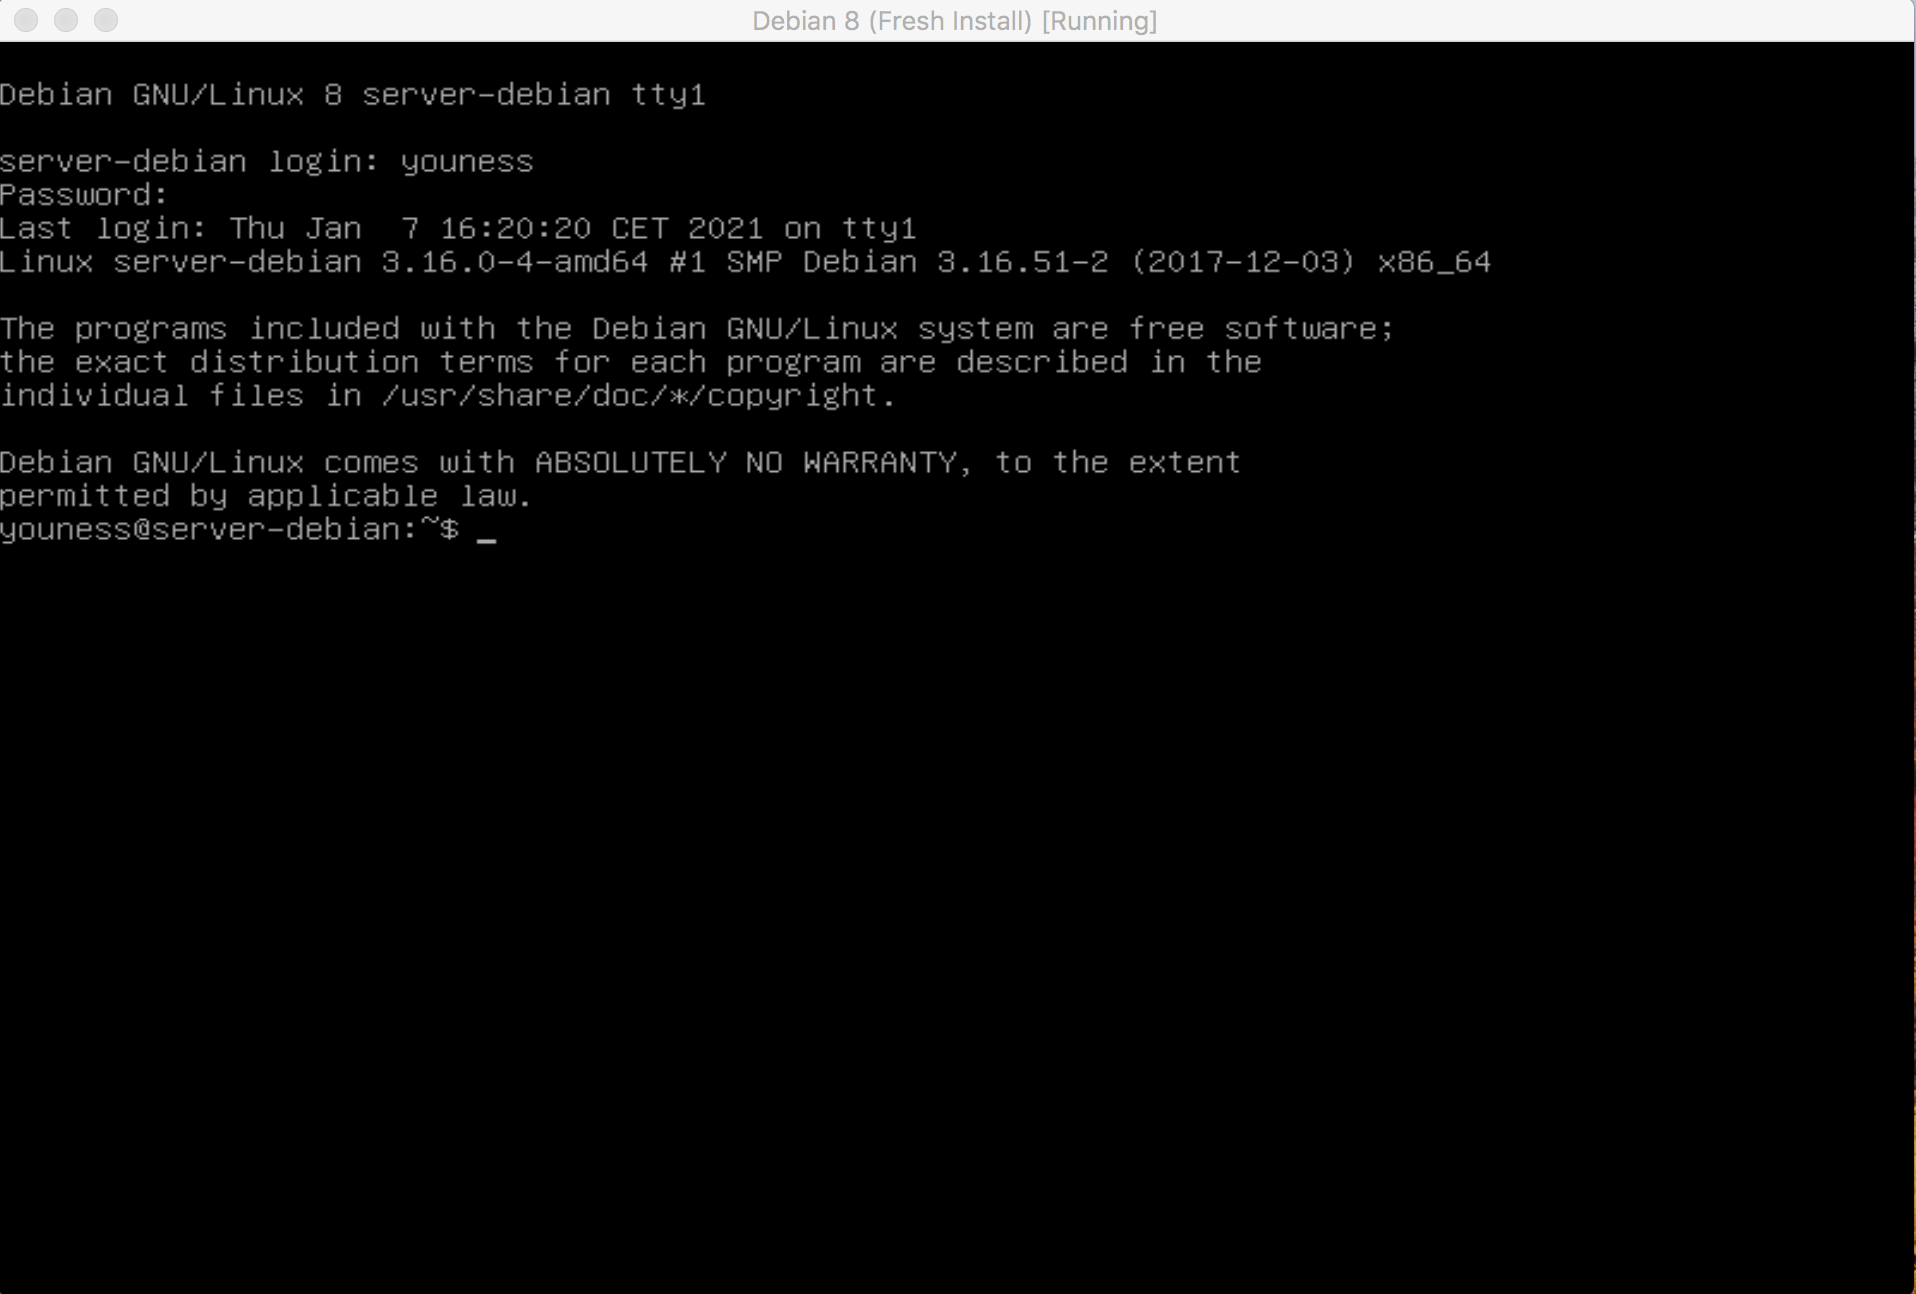 Debian 8 (Fresh Install) [Running]
Debian GNU/Linux 8 server-debian tty1
server-debian login: youness
Password:
Last login: Thu Jan  7 16:20:20 CET 2021 on tty1
Linux server-debian 3.16.0-4-amd64 #1 SMP Debian 3.16.51-2 (2017-12-03) x86_64
The programs included with the Debian GNU/Linux system are free software;
the exact distribution terms for each program are described in the
individual files in /usr/share/doc/*/copyright.
Debian GNU/Linux comes with ABSOLUTELY NO WARRANTY, to the extent
permitted by applicable law.
youness@server-debian:~$ _